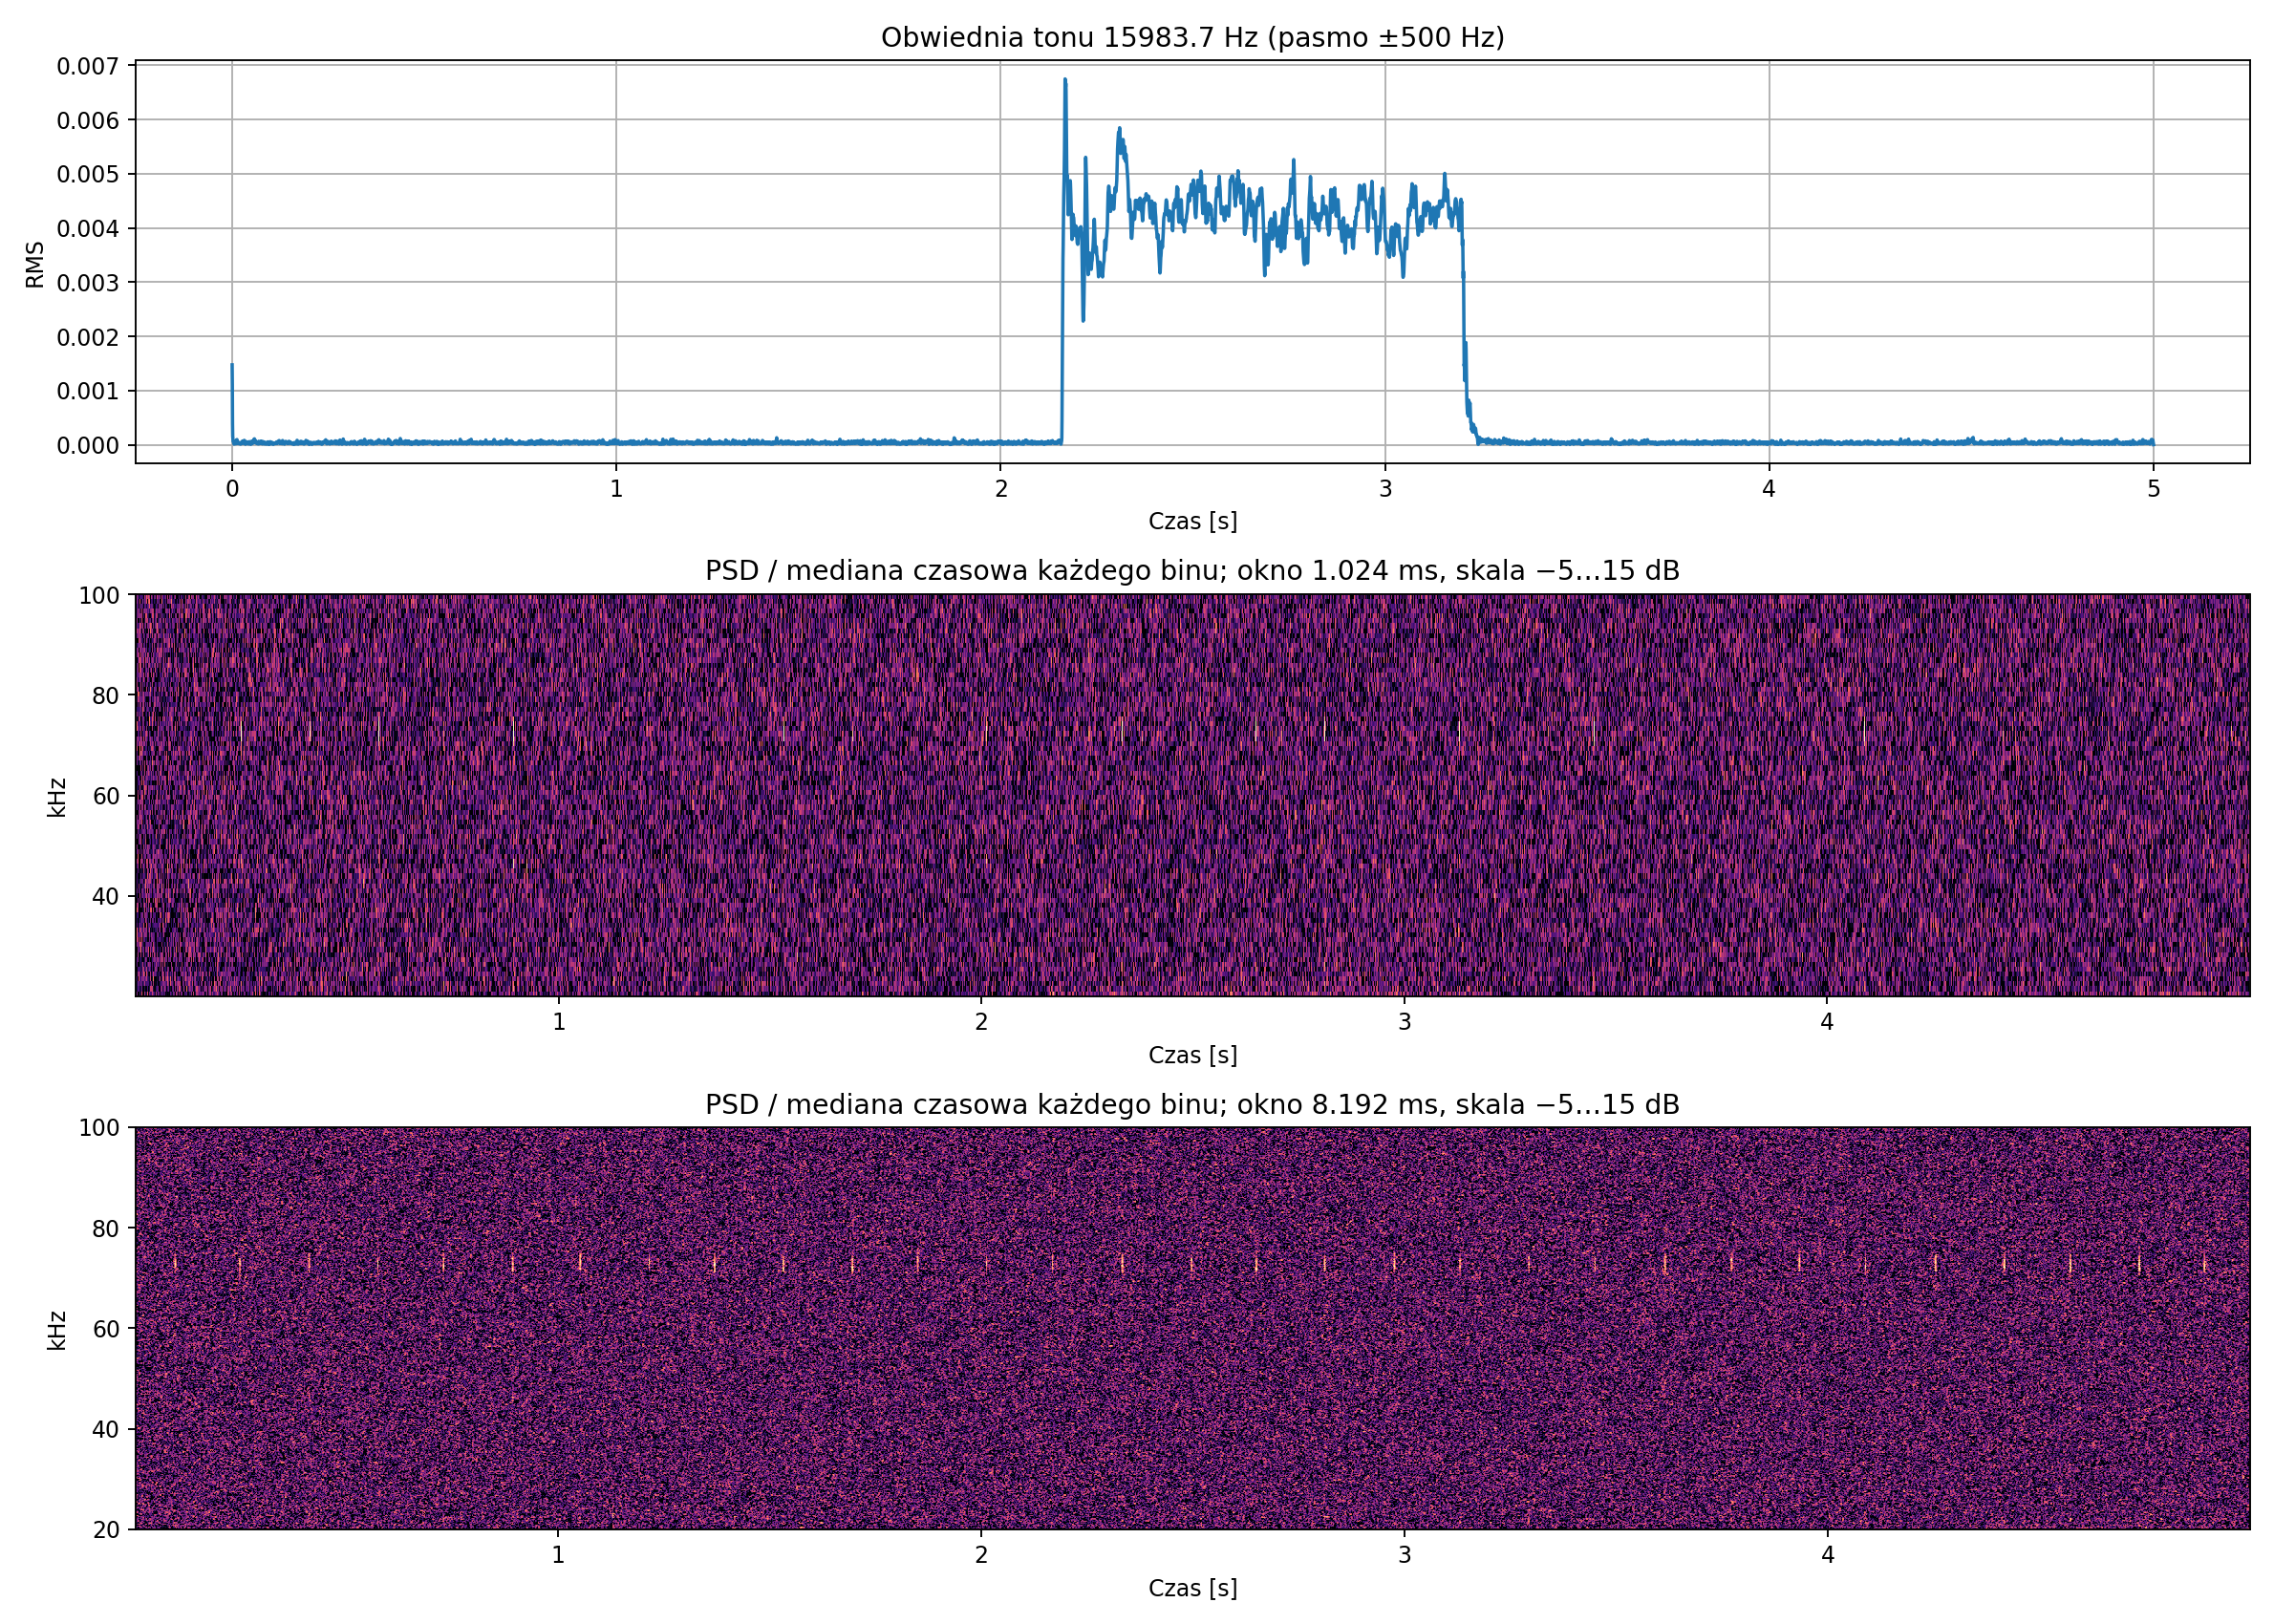 Obwiednia tonu 15983.7 Hz (pasmo ±500 Hz)
0.007
0.006
0.005
0.004
0.003
0.002
0.001
0.000
RMS
0 1 2 3 4 5
Czas [s]
PSD / mediana czasowa każdego binu; okno 1.024 ms, skala −5…15 dB
100
80
60
40
kHz
1 2 3 4
Czas [s]
PSD / mediana czasowa każdego binu; okno 8.192 ms, skala −5…15 dB
100
80
60
40
20
kHz
1 2 3 4
Czas [s]